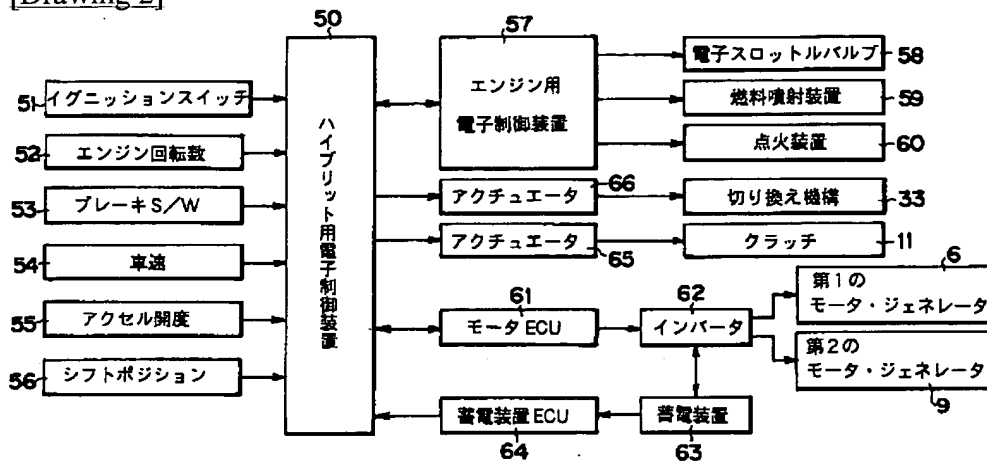 [Drawing 2]
50
ハイブリット用電子制御装置
51
イグニッションスイッチ
52
エンジン回転数
53
ブレーキS/W
54
車速
55
アクセル開度
56
シフトポジション
57
エンジン用
電子制御装置
電子スロットルバルブ
58
燃料噴射装置
59
点火装置
60
アクチュエータ
66
切り換え機構
33
アクチュエータ
65
クラッチ
11
61
モータECU
62
インバータ
6
第1の
モータ・ジェネレータ
第2の
モータ・ジェネレータ
9
蓄電装置ECU
64
蓄電装置
63